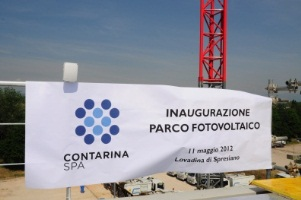 INAUGURAZIONE
PARCO FOTOVOLTAICO
11 maggio 2012
Lovadina di Spresiano
CONTARINA
SPA